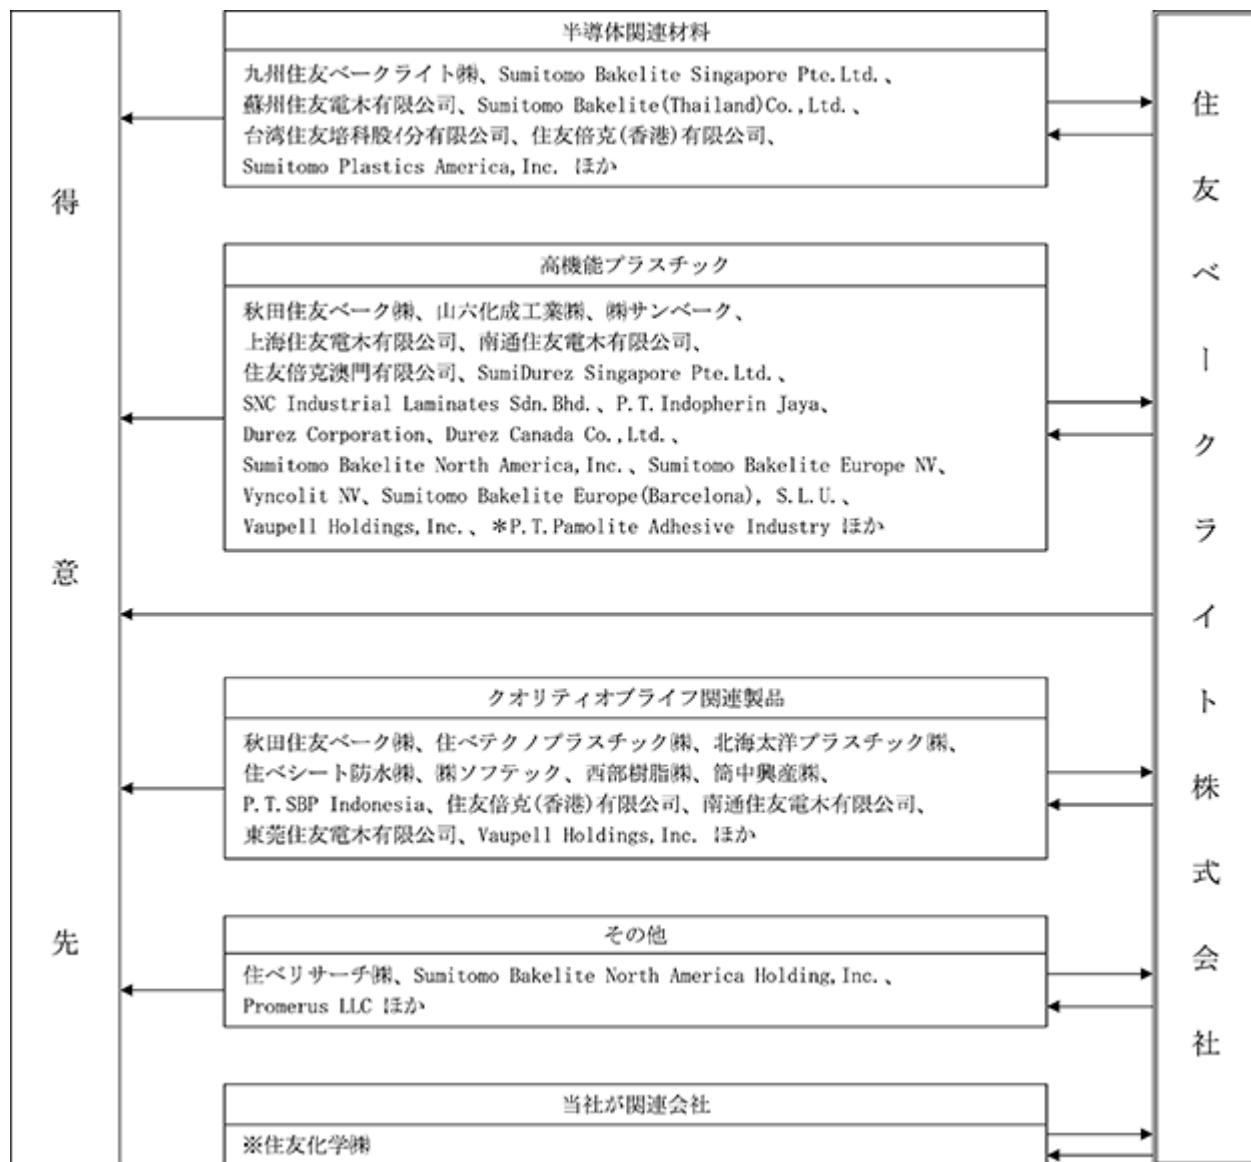 得意先
半導体関連材料
九州住友ベークライト㈱、Sumitomo Bakelite Singapore Pte.Ltd.、
蘇州住友電木有限公司、Sumitomo Bakelite(Thailand)Co.,Ltd.、
台湾住友培科股份有限公司、住友倍克(香港)有限公司、
Sumitomo Plastics America,Inc. ほか
高機能プラスチック
秋田住友ベーク㈱、山六化成工業㈱、㈱サンベーク、
上海住友電木有限公司、南通住友電木有限公司、
住友倍克澳門有限公司、SumiDurez Singapore Pte.Ltd.、
SNC Industrial Laminates Sdn.Bhd.、P.T.Indopherin Jaya、
Durez Corporation、Durez Canada Co.,Ltd.、
Sumitomo Bakelite North America,Inc.、Sumitomo Bakelite Europe NV、
Vyncolit NV、Sumitomo Bakelite Europe(Barcelona), S.L.U.、
Vaupell Holdings,Inc.、＊P.T.Pamolite Adhesive Industry ほか
クオリティオブライフ関連製品
秋田住友ベーク㈱、住ベテクノプラスチック㈱、北海太洋プラスチック㈱、
住ベシート防水㈱、㈱ソフテック、西部樹脂㈱、筒中興産㈱、
P.T.SBP Indonesia、住友倍克(香港)有限公司、南通住友電木有限公司、
東莞住友電木有限公司、Vaupell Holdings,Inc. ほか
その他
住ベリサーチ㈱、Sumitomo Bakelite North America Holding,Inc.、
Promerus LLC ほか
当社が関連会社
※住友化学㈱
住友ベークライト株式会社